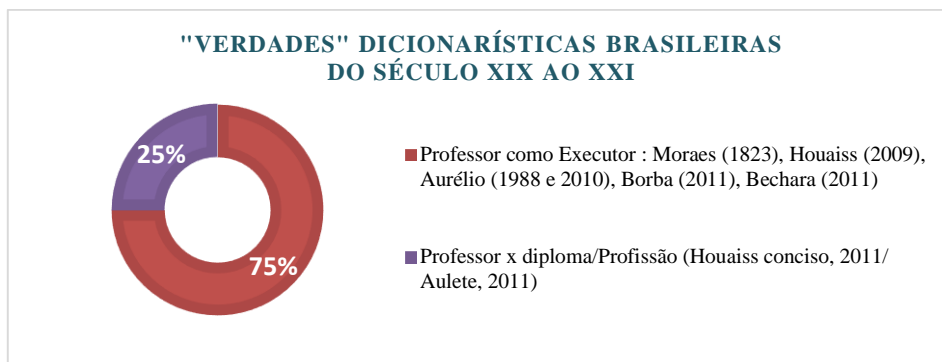 "VERDADES" DICIONARÍSTICAS BRASILEIRAS
DO SÉCULO XIX AO XXI
25%
75%
Professor como Executor : Moraes (1823), Houaiss (2009),
Aurélio (1988 e 2010), Borba (2011), Bechara (2011)
Professor x diploma/Profissão (Houaiss conciso, 2011/
Aulete, 2011)